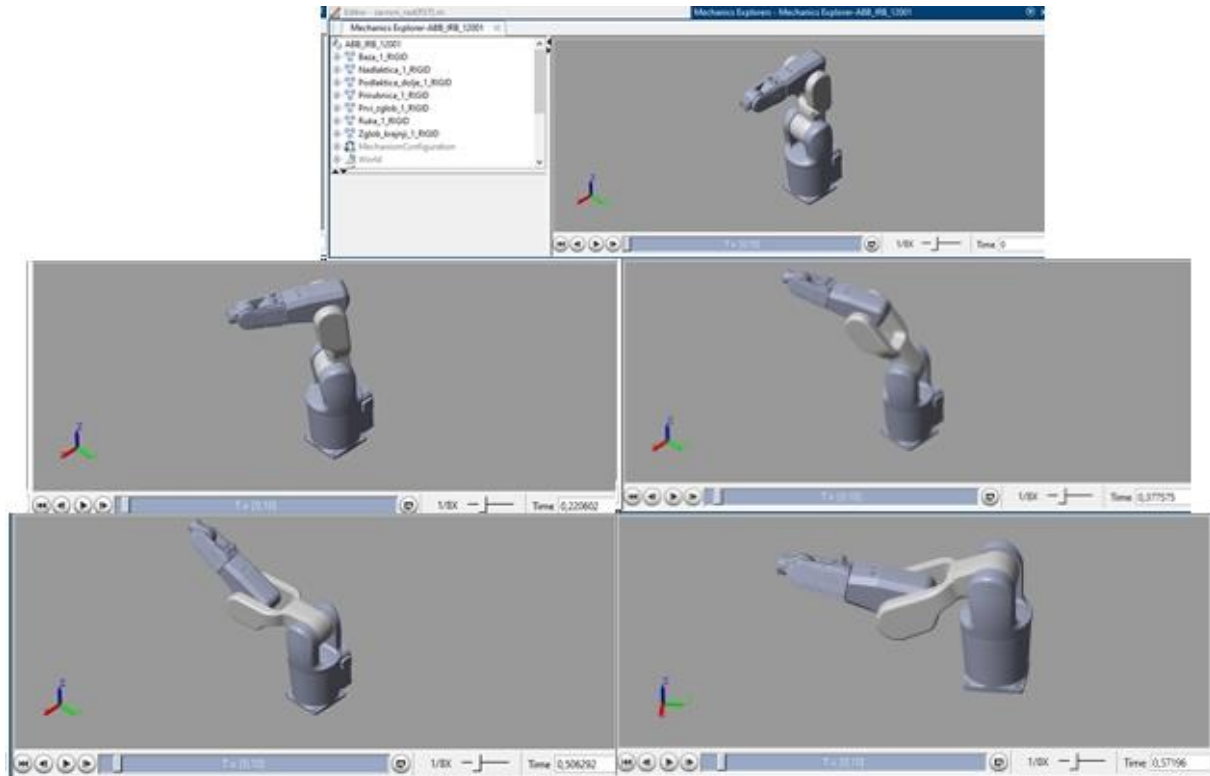 Mechanics Explorers - Mechanics Explorer-ABB_IRB_12001
Mechanics Explorer-ABB_IRB_12001
ABB_IRB_12001
Baza_1_RIGID
Nadlaktica_1_RIGID
Podlaktica_dolje_1_RIGID
Prirubnica_1_RIGID
Prvi_zglob_1_RIGID
Ruka_1_RIGID
Zglob_krajnji_1_RIGID
MechanismConfiguration
World
1/8X Time 0
1/8X Time 0,220602
1/8X Time 0,377575
1/8X Time 0,506292
1/8X Time 0,57196